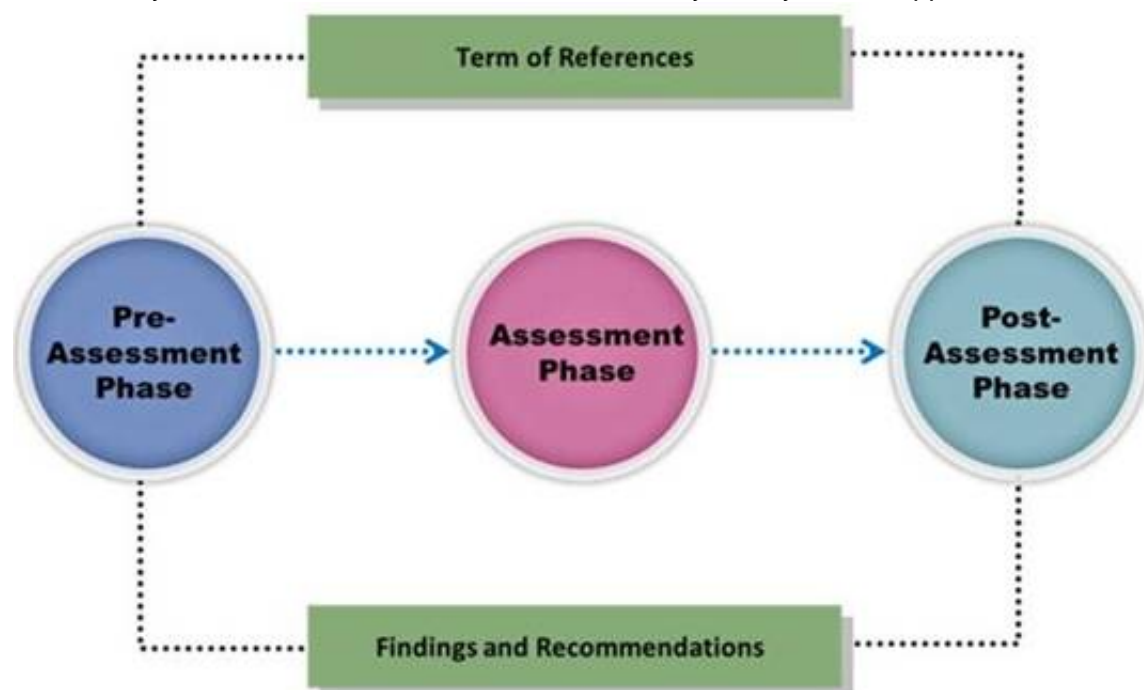 Term of References
Pre-
Assessment
Phase
Assessment
Phase
Post-
Assessment
Phase
Findings and Recommendations